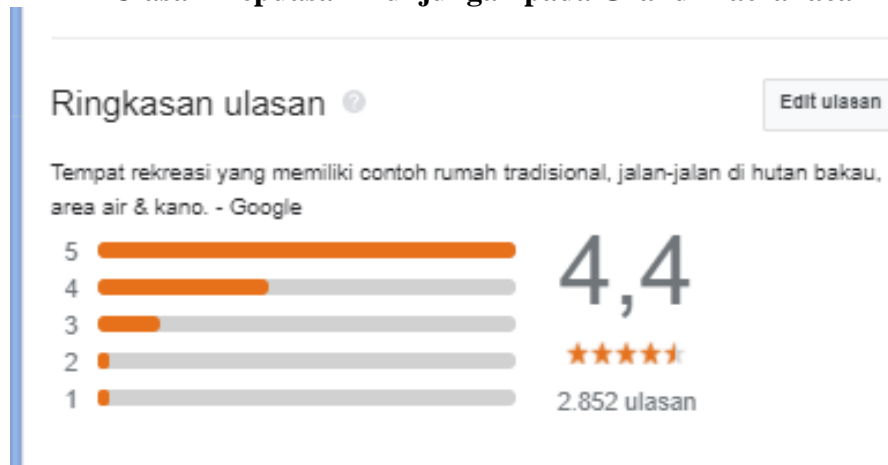 Ringkasan ulasan
Edit ulasan
Tempat rekreasi yang memiliki contoh rumah tradisional, jalan-jalan di hutan bakau,
area air & kano. - Google
5
4
3
2
1
4,4
2.852 ulasan